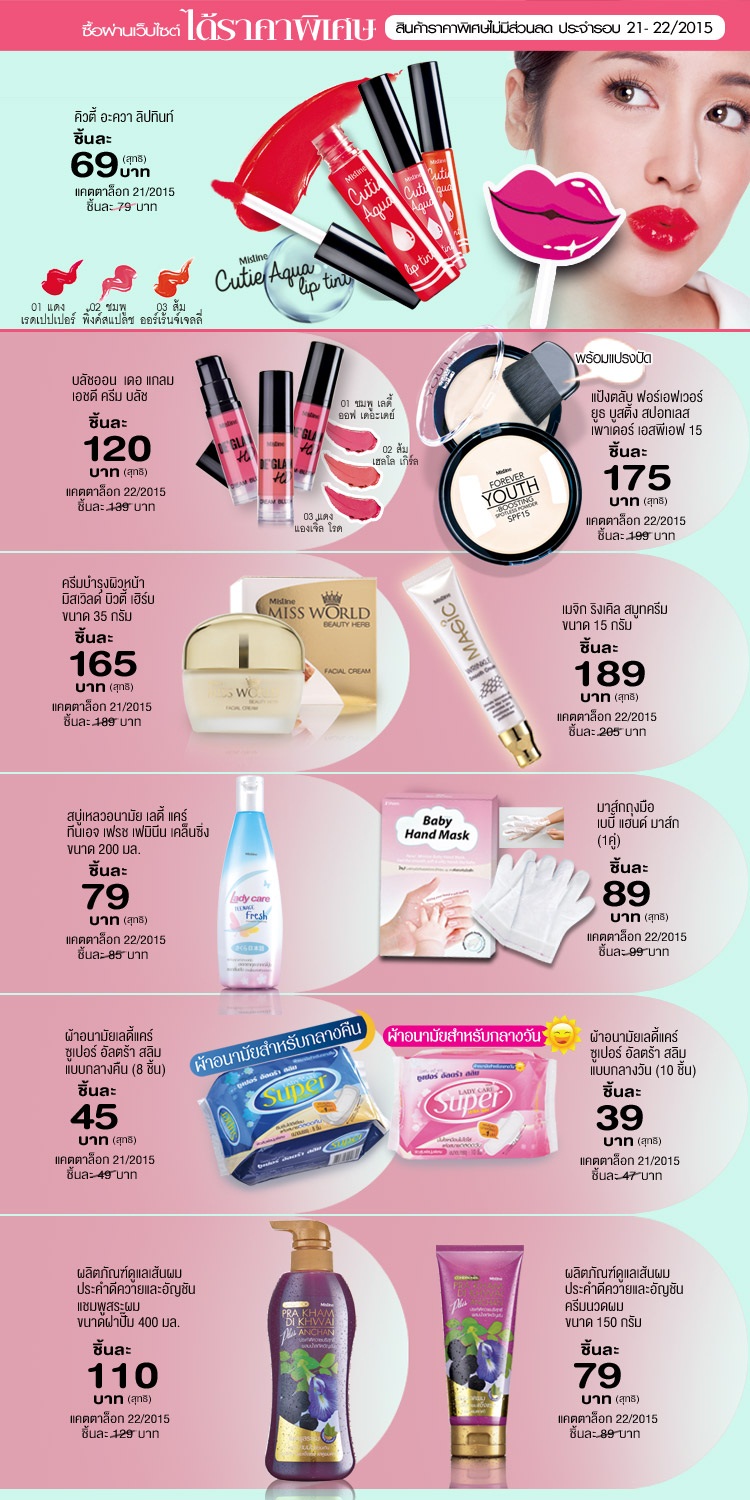 ซื้อผ่านเว็บไซต์ ได้ราคาพิเศษ สินค้าราคาพิเศษไม่มีส่วนลด ประจำรอบ 21- 22/2015
คิวตี้ อะควา ลิปทินท์
ชิ้นละ
69 (สุทธิ) บาท
แคตตาล็อก 21/2015
ชิ้นละ 79 บาท
01 แดง
เรดเปปเปอร์
02 ชมพู
พิ้งค์สแปลช
03 ส้ม
ออร์เร้นจ์เจลลี่
Mistine
Cutie Aqua
lip tint
Mistine
Cutie Aqua
lip tint
บลัชออน เดอ แกลม
เอชดี ครีม บลัช
ชิ้นละ
120
บาท (สุทธิ)
แคตตาล็อก 22/2015
ชิ้นละ 139 บาท
01 ชมพู เลดี้
ออฟ เดอะเดย์
02 ส้ม
เฮลโล เกิร์ล
03 แดง
แองเจิ้ล โรด
พร้อมแปรงปัด
Mistine
FOREVER
YOUTH
-BOOSTING
SPOTLESS POWDER
SPF15
แป้งตลับ ฟอร์เอฟเวอร์
ยูธ บูสติ้ง สปอทเลส
เพาเดอร์ เอสพีเอฟ 15
ชิ้นละ
175
บาท (สุทธิ)
แคตตาล็อก 22/2015
ชิ้นละ 199 บาท
ครีมบำรุงผิวหน้า
มิสเวิลด์ บิวตี้ เฮิร์บ
ขนาด 35 กรัม
ชิ้นละ
165
บาท (สุทธิ)
แคตตาล็อก 21/2015
ชิ้นละ 189 บาท
Mistine
MISS WORLD
BEAUTY HERB
FACIAL CREAM
Mistine
MAGIC
WRINKLE
เมจิก ริงเคิล สมูทครีม
ขนาด 15 กรัม
ชิ้นละ
189
บาท (สุทธิ)
แคตตาล็อก 22/2015
ชิ้นละ 205 บาท
สบู่เหลวอนามัย เลดี้ แคร์
ทีนเอจ เฟรช เฟมินีน เคล็นซิ่ง
ขนาด 200 มล.
ชิ้นละ
79
บาท (สุทธิ)
แคตตาล็อก 22/2015
ชิ้นละ 85 บาท
Mistine
Lady care
TEENAGE
fresh
Baby
Hand Mask
มาส์กถุงมือ
เบบี้ แฮนด์ มาส์ก
(1คู่)
ชิ้นละ
89
บาท (สุทธิ)
แคตตาล็อก 22/2015
ชิ้นละ 99 บาท
ผ้าอนามัยเลดี้แคร์
ซูเปอร์ อัลตร้า สลิม
แบบกลางคืน (8 ชิ้น)
ชิ้นละ
45
บาท (สุทธิ)
แคตตาล็อก 21/2015
ชิ้นละ 49 บาท
ผ้าอนามัยสำหรับกลางคืน
Super
ซูเปอร์ อัลตร้า สลิม
ผ้าอนามัยสำหรับกลางวัน
ซูเปอร์ อัลตร้า สลิม
LADY CARE
Super
ผ้าอนามัยเลดี้แคร์
ซูเปอร์ อัลตร้า สลิม
แบบกลางวัน (10 ชิ้น)
ชิ้นละ
39
บาท (สุทธิ)
แคตตาล็อก 21/2015
ชิ้นละ 47 บาท
ผลิตภัณฑ์ดูแลเส้นผม
ประคำดีควายและอัญชัน
แชมพูสระผม
ขนาดฝาปั๊ม 400 มล.
ชิ้นละ
110
บาท (สุทธิ)
แคตตาล็อก 22/2015
ชิ้นละ 129 บาท
Mistine
PRA KHAM
DI KHWAI
Plus ANCHAN
ผลิตภัณฑ์ดูแลเส้นผม
ประคำดีควายและอัญชัน
ครีมนวดผม
ขนาด 150 กรัม
ชิ้นละ
79
บาท (สุทธิ)
แคตตาล็อก 22/2015
ชิ้นละ 89 บาท